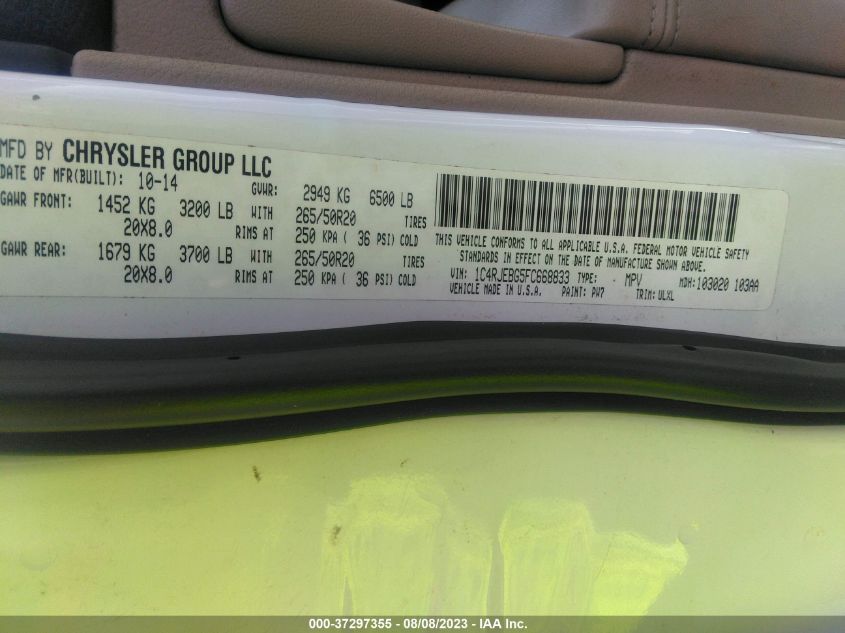 MFD BY CHRYSLER GROUP LLC
DATE OF MFR(BUILT): 10-14 GVWR: 2949 KG 6500 LB
GAWR FRONT: 1452 KG 3200 LB WITH 265/50R20 TIRES
20X8.0 RIMS AT 250 KPA ( 36 PSI) COLD
GAWR REAR: 1679 KG 3700 LB WITH 265/50R20 TIRES
20X8.0 RIMS AT 250 KPA ( 36 PSI) COLD
THIS VEHICLE CONFORMS TO ALL APPLICABLE U.S.A. FEDERAL MOTOR VEHICLE SAFETY
STANDARDS IN EFFECT ON THE DATE OF MANUFACTURE SHOWN ABOVE.
VIN: 1C4RJEBG5FC668833 TYPE: MPV MDH: 103020 103AA
VEHICLE MADE IN U.S.A. PAINT: PW7 TRIM: ULXL
000-37297355 - 08/08/2023 - IAA Inc.